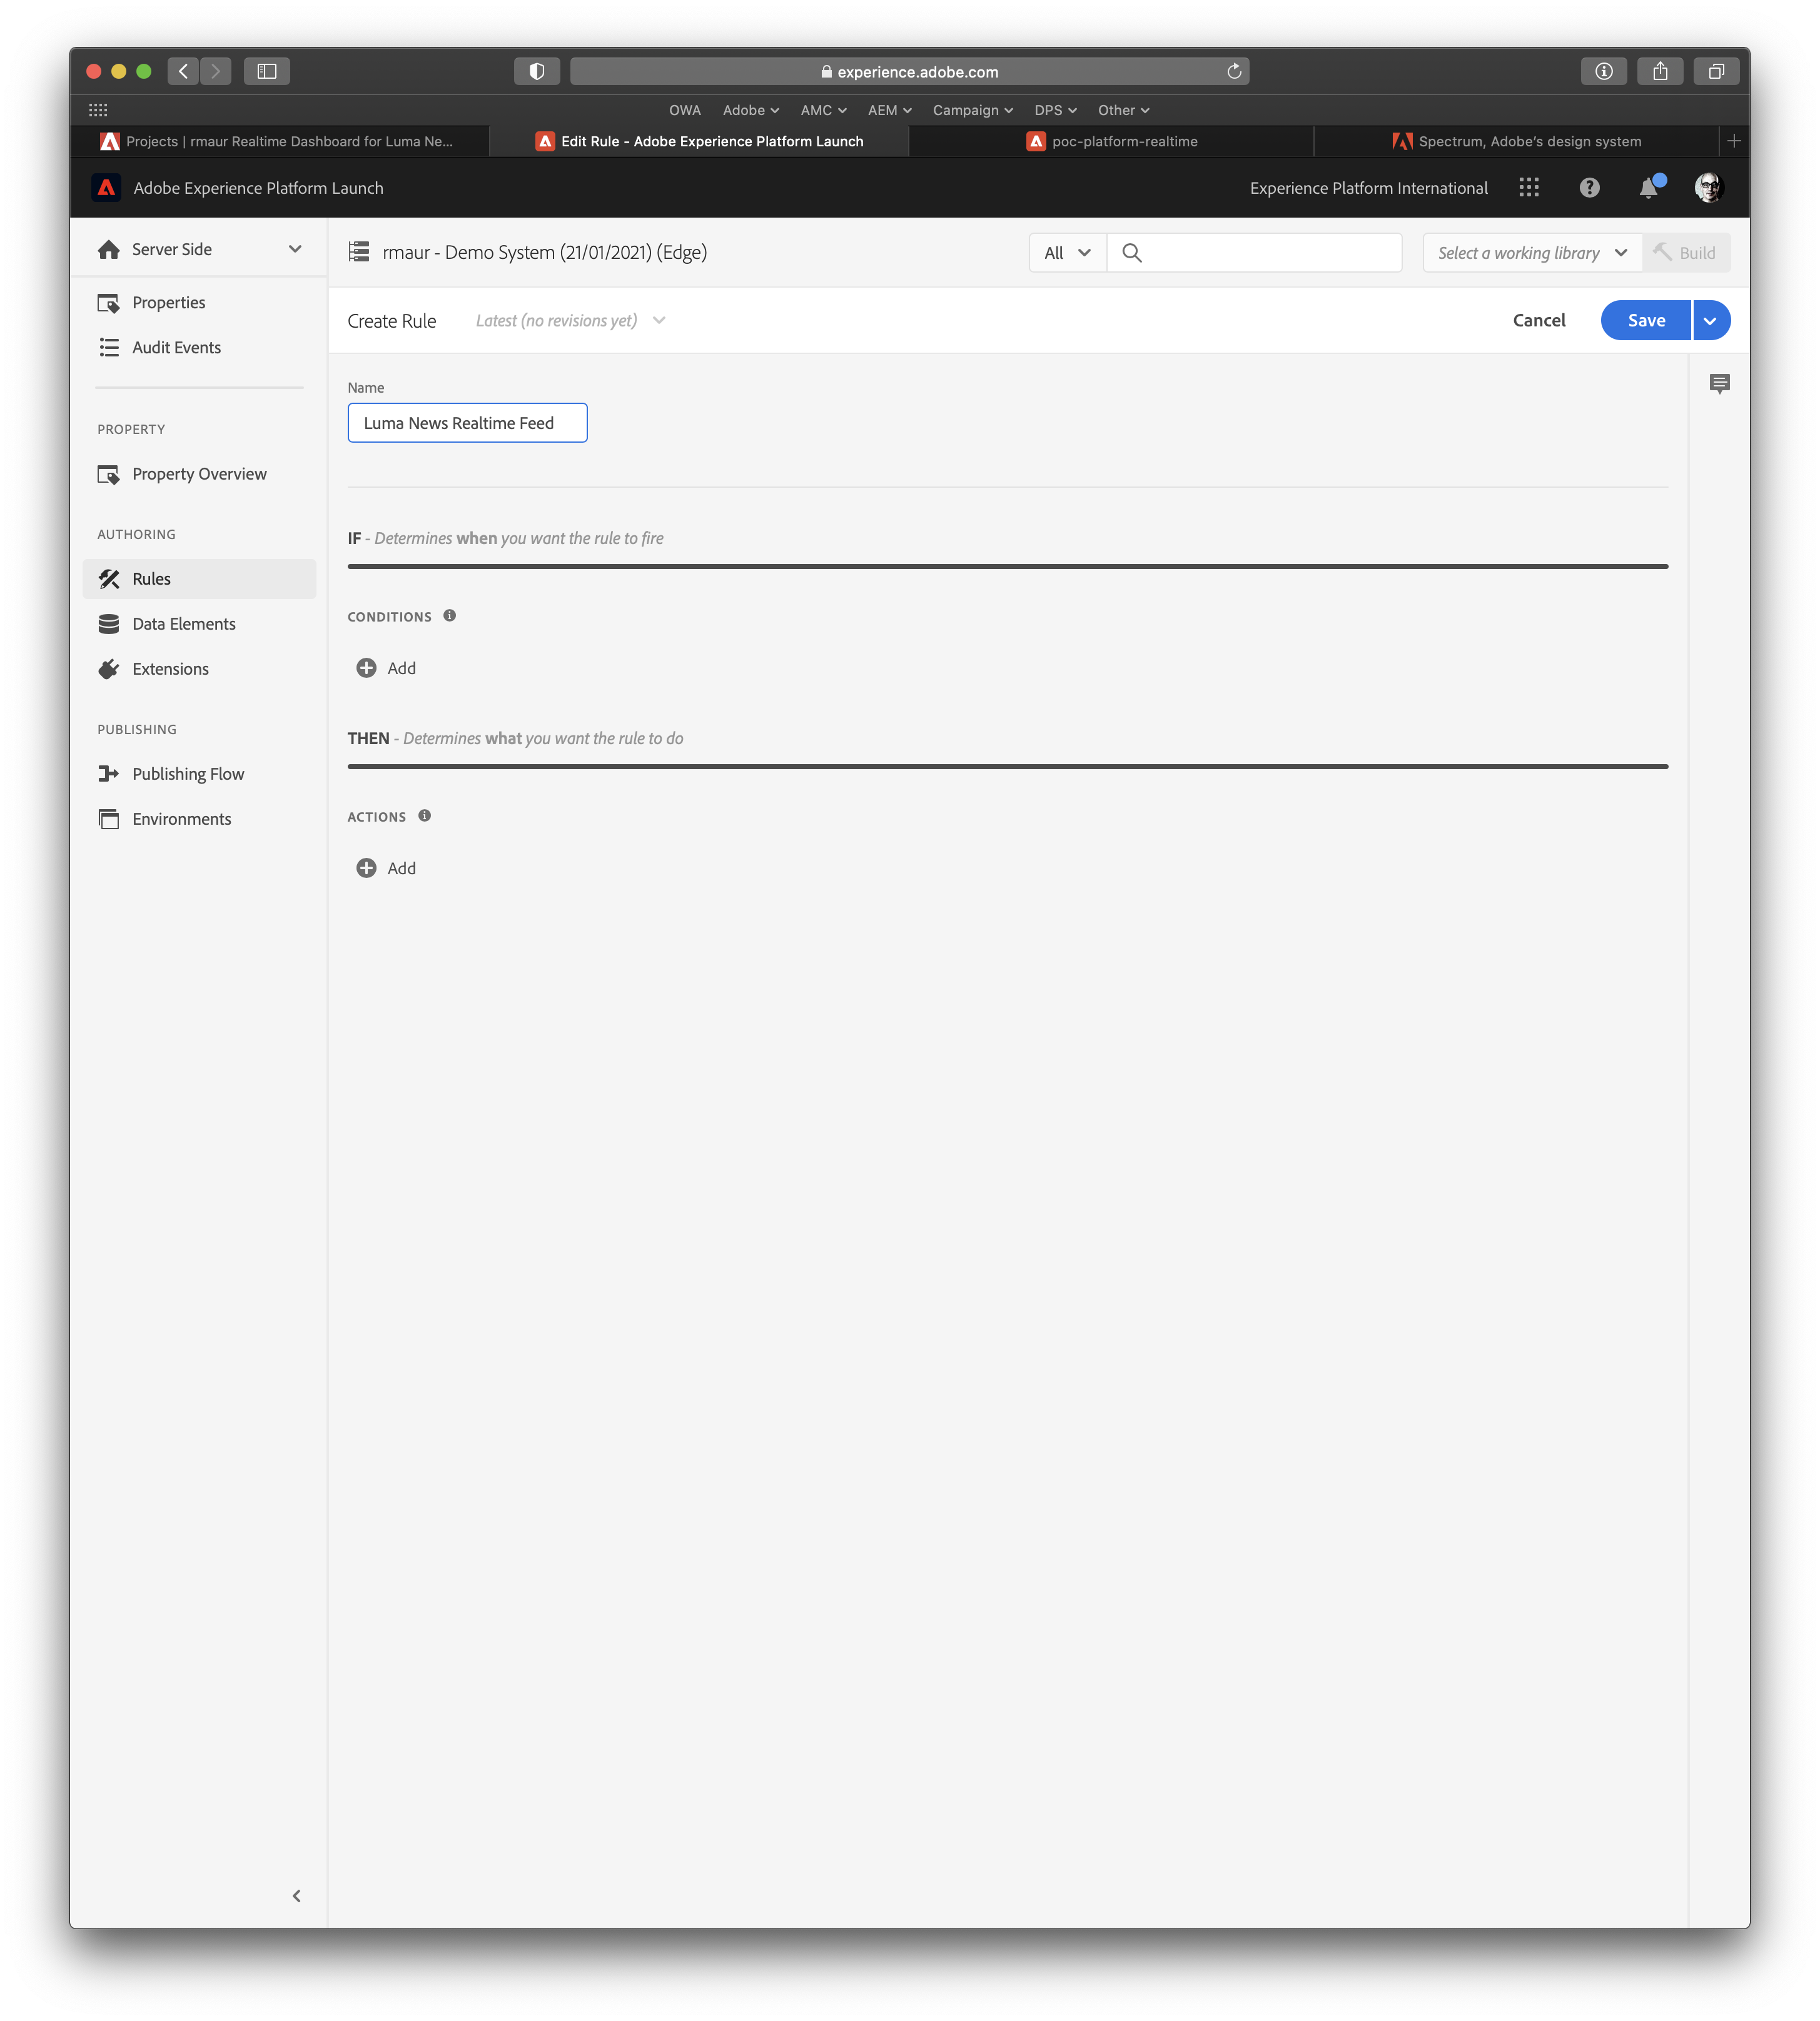 experience.adobe.com
OWA Adobe AMC AEM Campaign DPS Other
Projects | rmaur Realtime Dashboard for Luma Ne... Edit Rule - Adobe Experience Platform Launch poc-platform-realtime Spectrum, Adobe's design system
Adobe Experience Platform Launch Experience Platform International
Server Side
rmaur - Demo System (21/01/2021) (Edge) All Select a working library Build
Properties
Audit Events
Create Rule Latest (no revisions yet) Cancel Save
Name
Luma News Realtime Feed
PROPERTY
Property Overview
AUTHORING
Rules
Data Elements
Extensions
PUBLISHING
Publishing Flow
Environments
IF - Determines when you want the rule to fire
CONDITIONS
Add
THEN - Determines what you want the rule to do
ACTIONS
Add